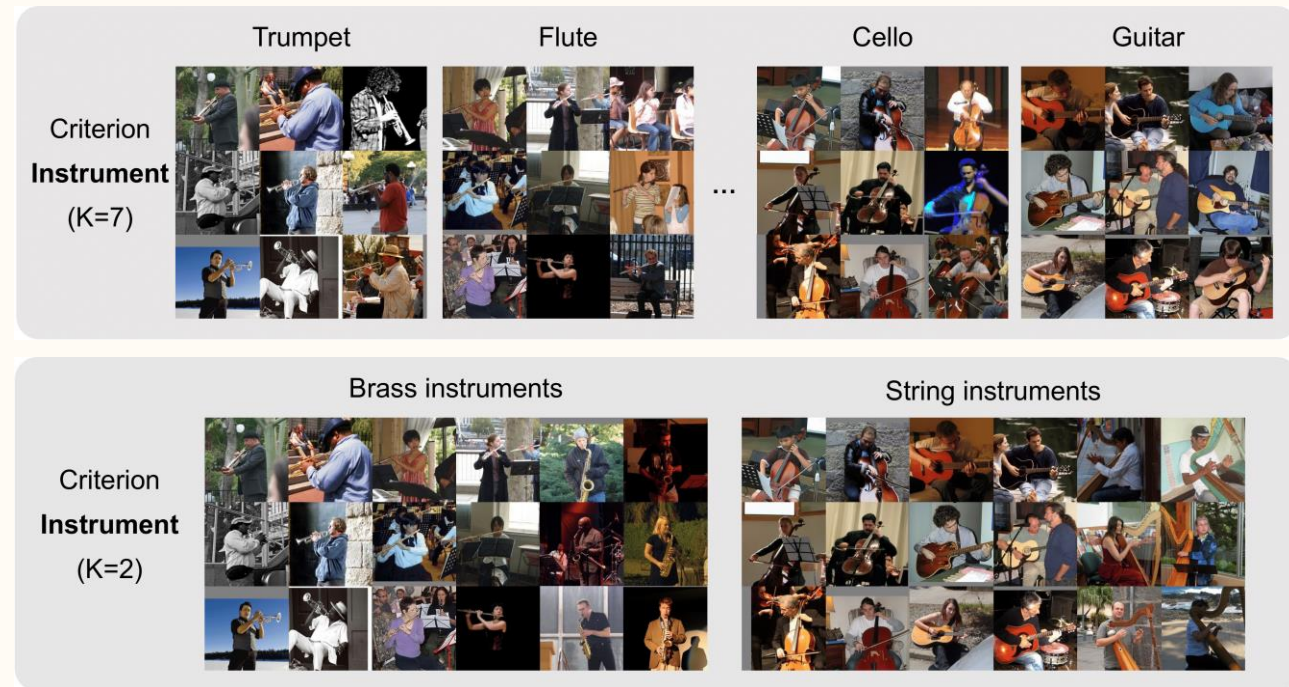 Trumpet Flute Cello Guitar
Criterion
Instrument
(K=7)
...
Brass instruments String instruments
Criterion
Instrument
(K=2)